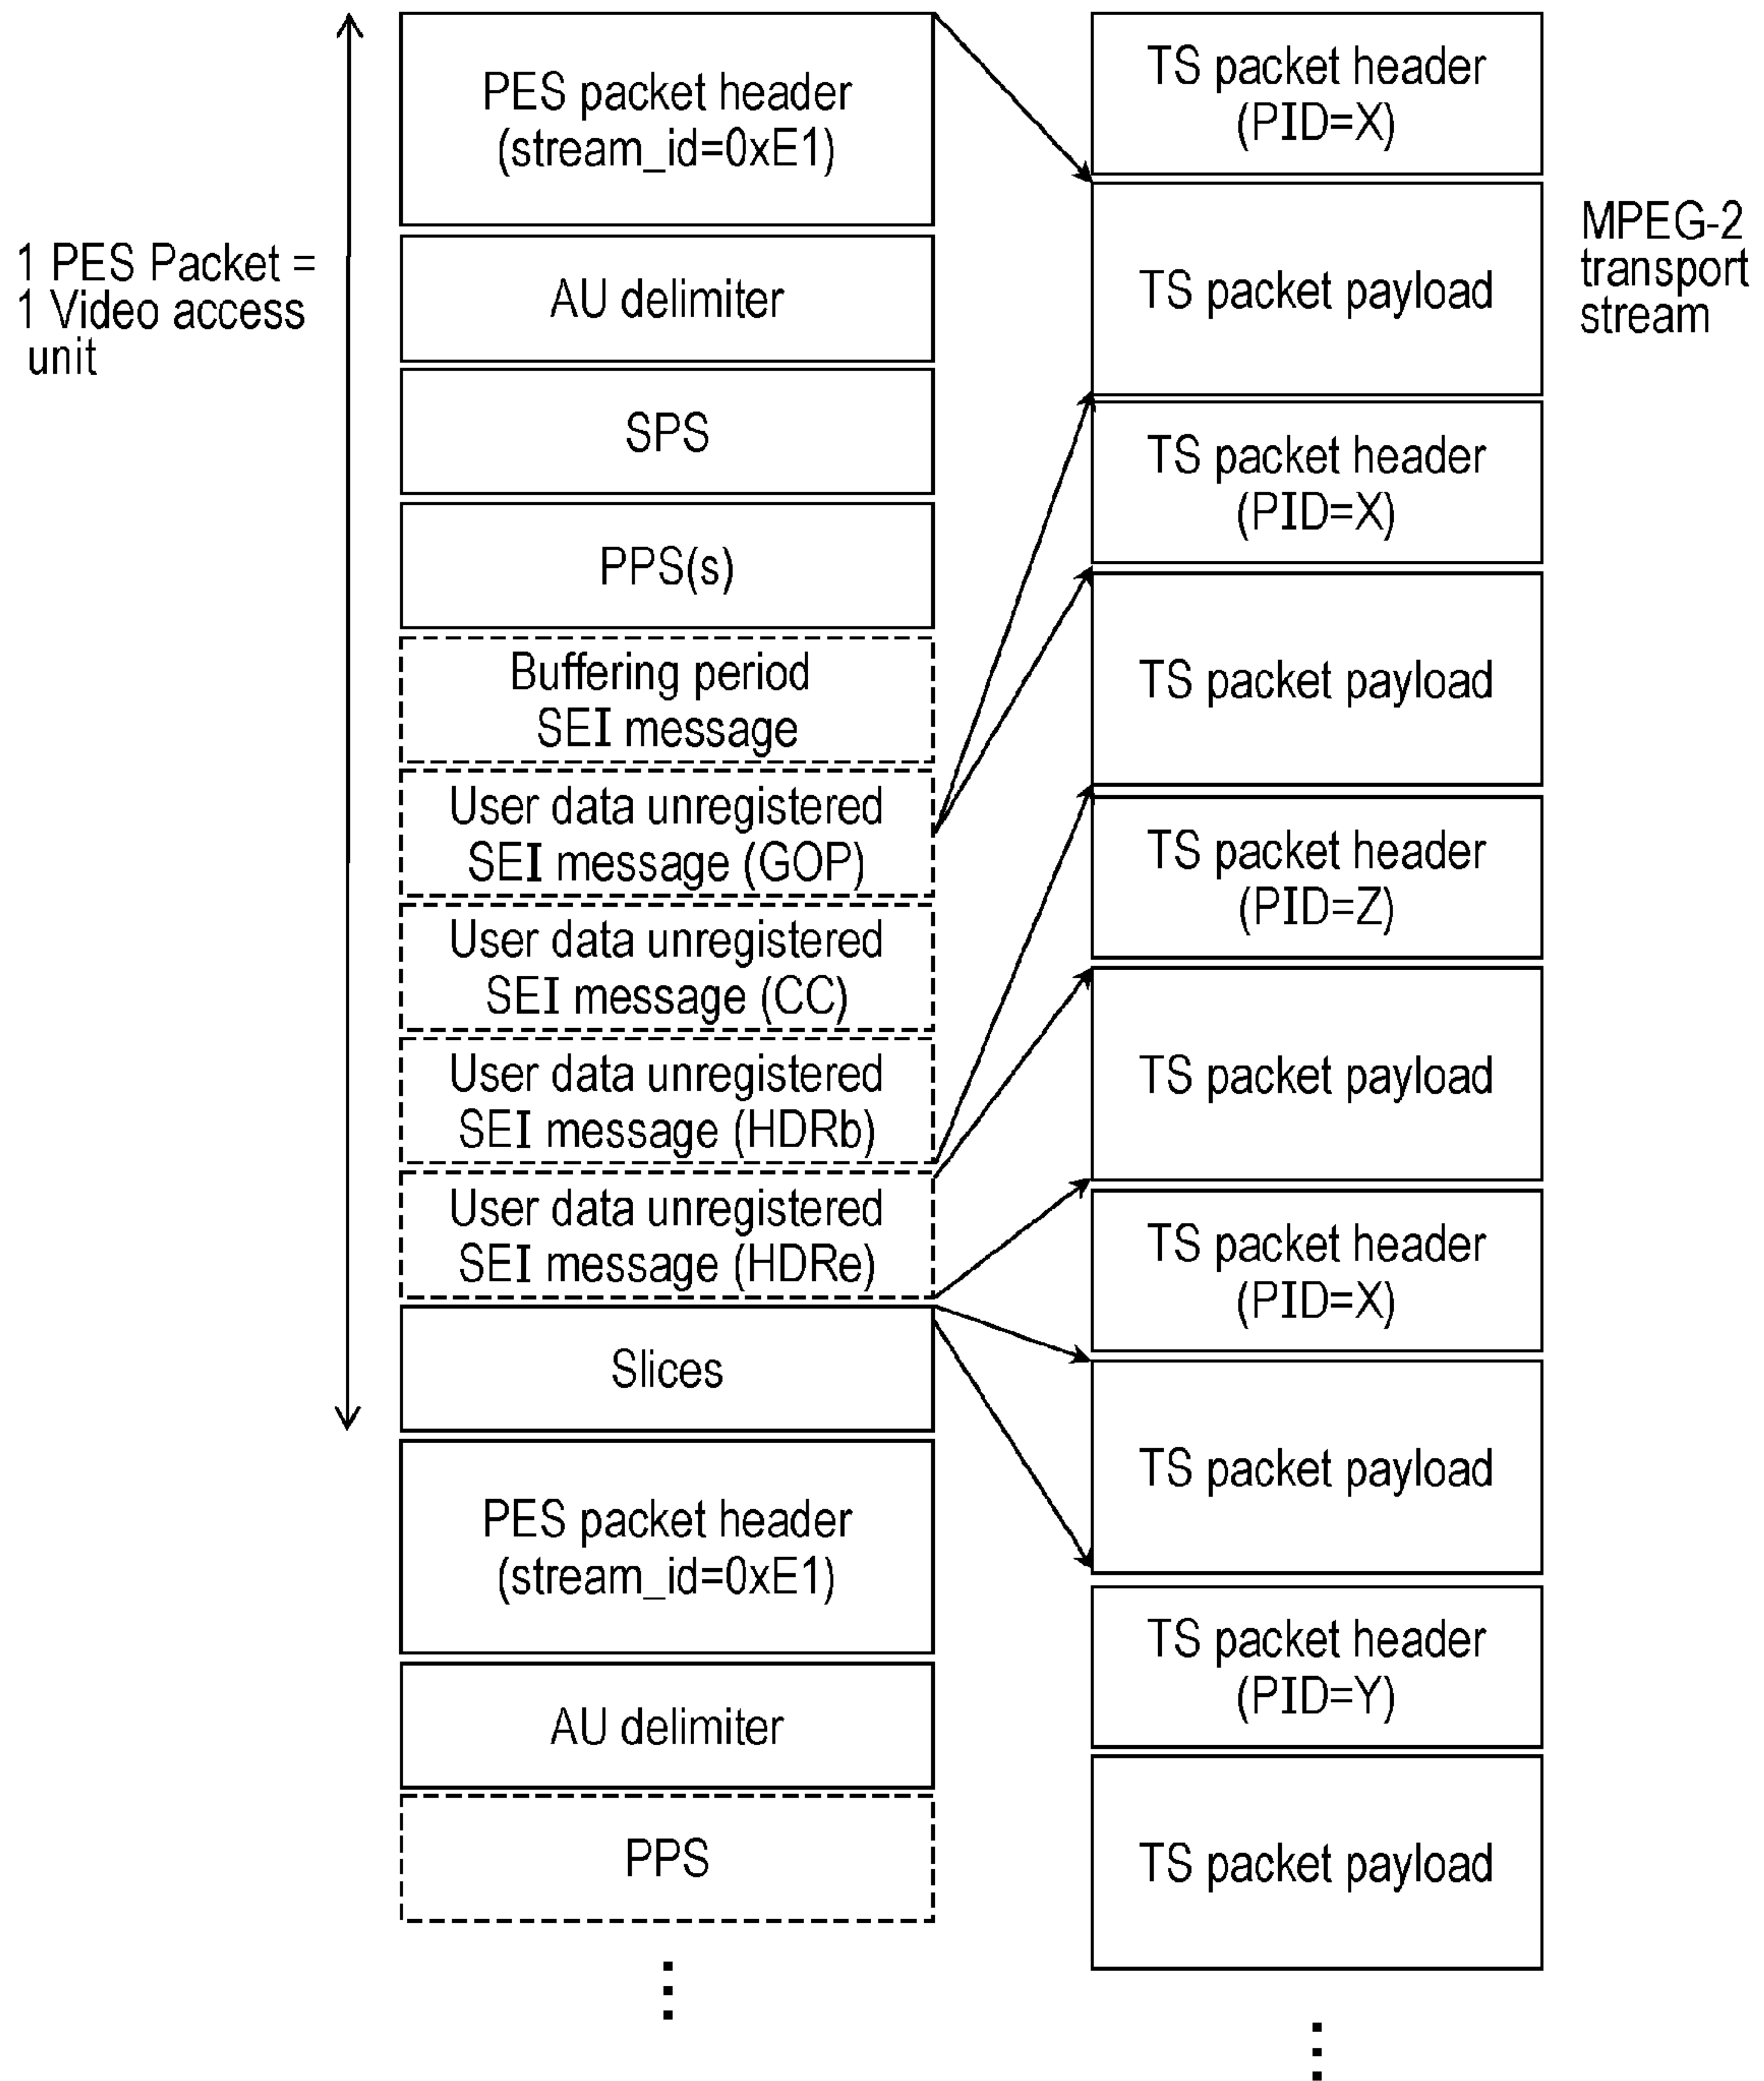 1 PES Packet =
1 Video access
unit
PES packet header
(stream_id=0xE1)
AU delimiter
SPS
PPS(s)
Buffering period
SEI message
User data unregistered
SEI message (GOP)
User data unregistered
SEI message (CC)
User data unregistered
SEI message (HDRb)
User data unregistered
SEI message (HDRe)
Slices
PES packet header
(stream_id=0xE1)
AU delimiter
PPS
TS packet header
(PID=X)
TS packet payload
TS packet header
(PID=X)
TS packet payload
TS packet header
(PID=Z)
TS packet payload
TS packet header
(PID=X)
TS packet payload
TS packet header
(PID=Y)
TS packet payload
MPEG-2
transport
stream